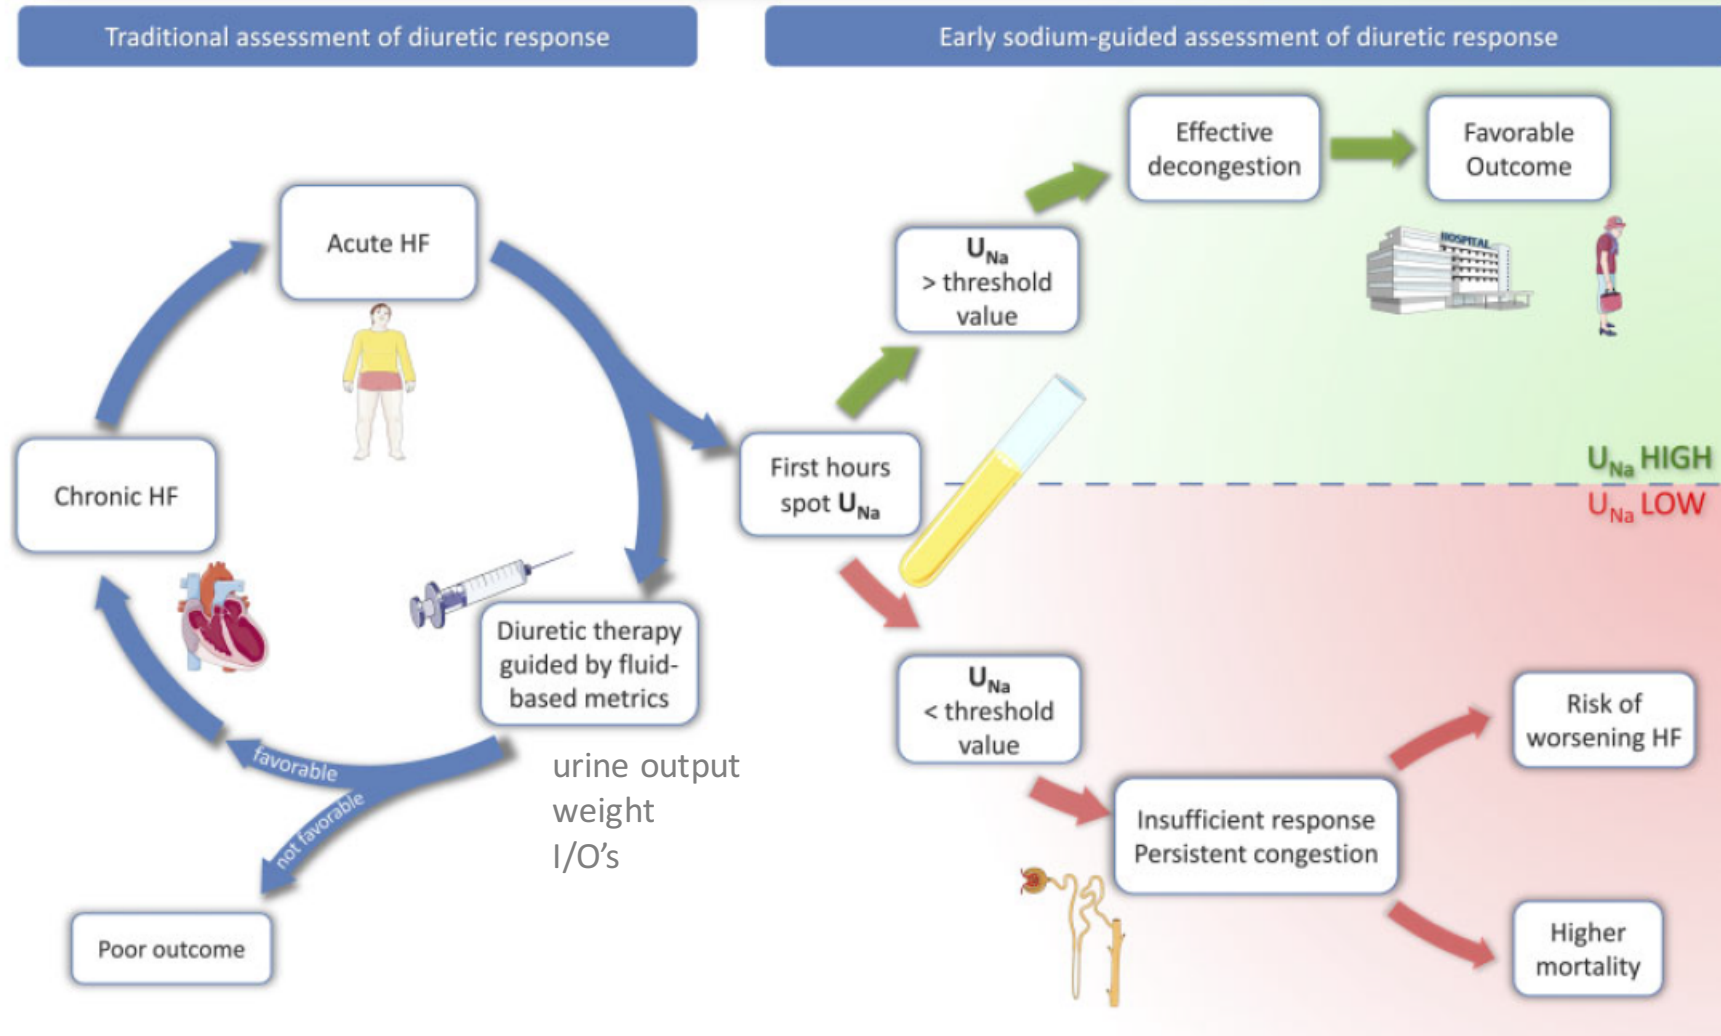 Traditional assessment of diuretic response
Early sodium-guided assessment of diuretic response
Acute HF
Chronic HF
Diuretic therapy
guided by fluid-
based metrics
urine output
weight
I/O's
favorable
not favorable
Poor outcome
First hours
spot UNa
UNa
> threshold
value
Effective
decongestion
Favorable
Outcome
HOSPITAL
UNa HIGH
UNa LOW
UNa
< threshold
value
Insufficient response
Persistent congestion
Risk of
worsening HF
Higher
mortality